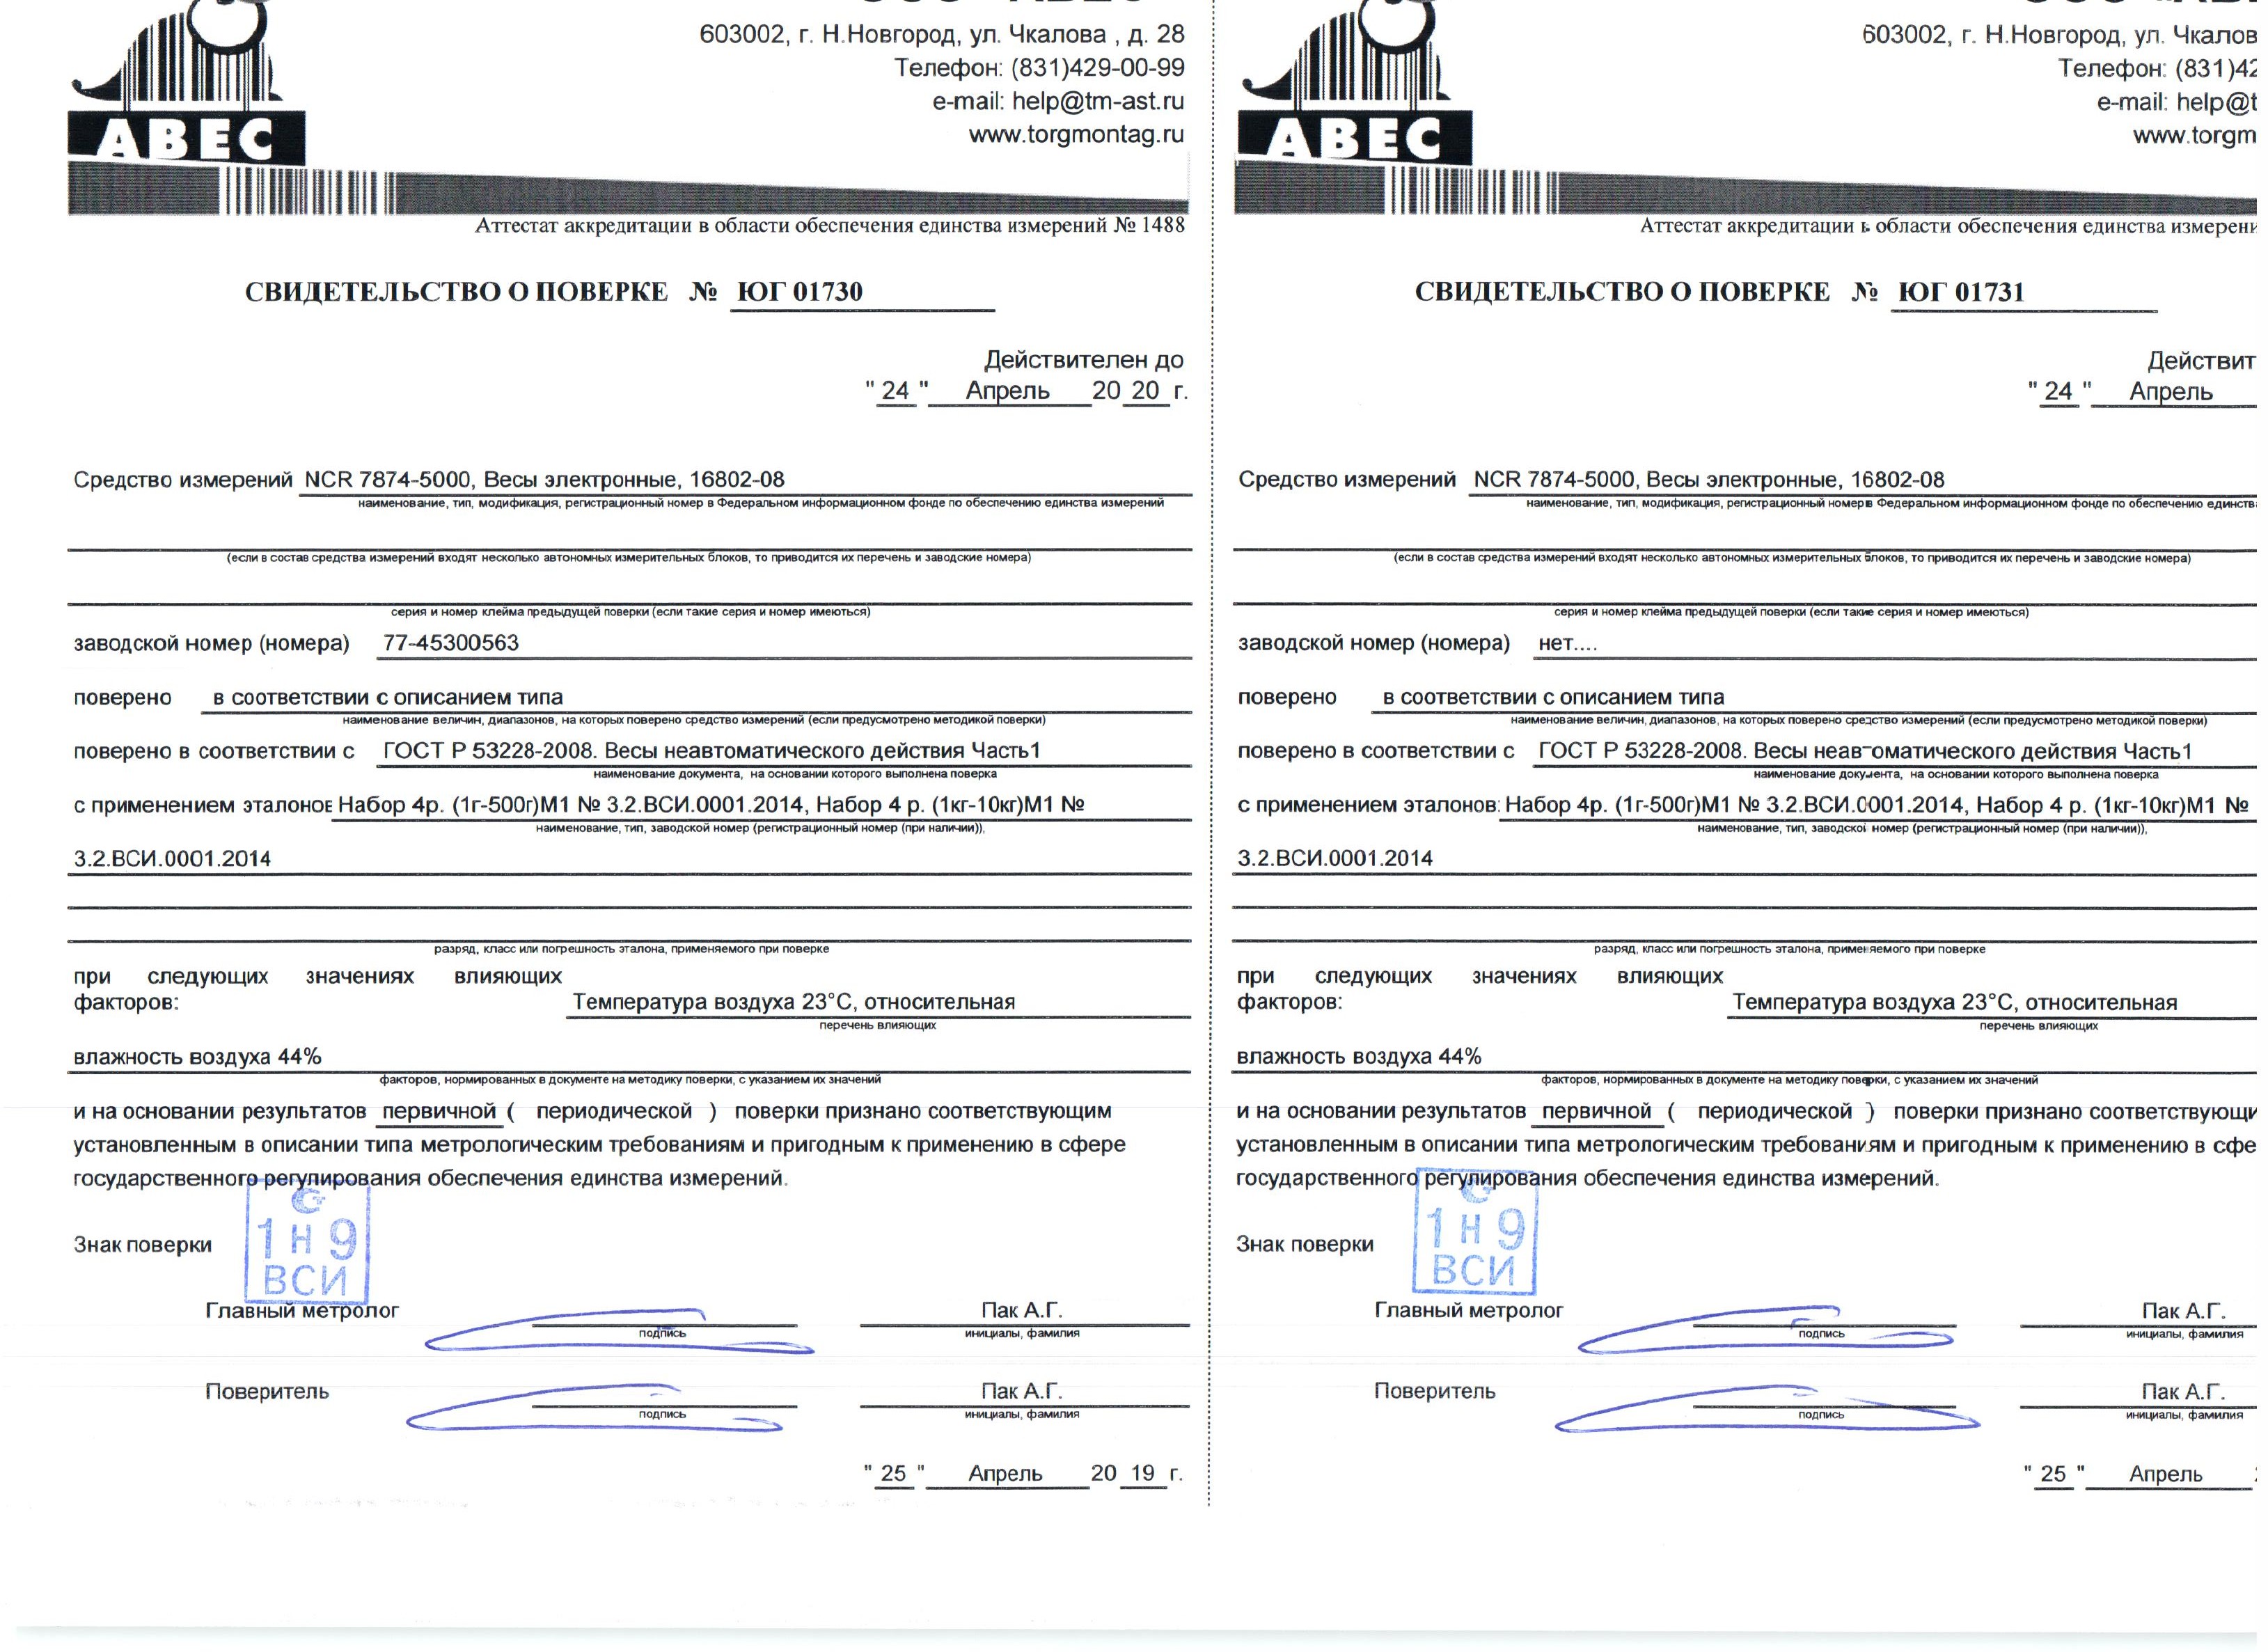 603002, г. Н.Новгород, ул. Чкалова , д. 28
Телефон: (831)429-00-99
e-mail: help@tm-ast.ru
www.torgmontag.ru
АВЕС
Аттестат аккредитации в области обеспечения единства измерений № 1488
СВИДЕТЕЛЬСТВО О ПОВЕРКЕ № ЮГ 01730
Действителен до
" 24 " Апрель 20 20 г.
Средство измерений NCR 7874-5000, Весы электронные, 16802-08
наименование, тип, модификация, регистрационный номер в Федеральном информационном фонде по обеспечению единства измерений
(если в состав средства измерений входят несколько автономных измерительных блоков, то приводится их перечень и заводские номера)
серия и номер клейма предыдущей поверки (если такие серия и номер имеються)
заводской номер (номера) 77-45300563
поверено в соответствии с описанием типа
наименование величин, диапазонов, на которых поверено средство измерений (если предусмотрено методикой поверки)
поверено в соответствии с ГОСТ Р 53228-2008. Весы неавтоматического действия Часть1
наименование документа, на основании которого выполнена поверка
с применением эталонов Набор 4р. (1г-500г)М1 № 3.2.ВСИ.0001.2014, Набор 4 р. (1кг-10кг)М1 №
наименование, тип, заводской номер (регистрационный номер (при наличии)),
3.2.ВСИ.0001.2014
разряд, класс или погрешность эталона, применяемого при поверке
при следующих значениях влияющих
факторов: Температура воздуха 23°С, относительная
перечень влияющих
влажность воздуха 44%
факторов, нормированных в документе на методику поверки, с указанием их значений
и на основании результатов первичной ( периодической ) поверки признано соответствующим
установленным в описании типа метрологическим требованиям и пригодным к применению в сфере
государственного регулирования обеспечения единства измерений.
Знак поверки
1 Н 9
ВСИ
Главный метролог Пак А.Г.
подпись инициалы, фамилия
Поверитель Пак А.Г.
подпись инициалы, фамилия
" 25 " Апрель 20 19 г.
603002, г. Н.Новгород, ул. Чкалов
Телефон: (831)42
e-mail: help@t
www.torgm
АВЕС
Аттестат аккредитации в области обеспечения единства измерени
СВИДЕТЕЛЬСТВО О ПОВЕРКЕ № ЮГ 01731
Действит
" 24 " Апрель
Средство измерений NCR 7874-5000, Весы электронные, 16802-08
наименование, тип, модификация, регистрационный номер в Федеральном информационном фонде по обеспечению единств
(если в состав средства измерений входят несколько автономных измерительных блоков, то приводится их перечень и заводские номера)
серия и номер клейма предыдущей поверки (если такие серия и номер имеються)
заводской номер (номера) нет....
поверено в соответствии с описанием типа
наименование величин, диапазонов, на которых поверено средство измерений (если предусмотрено методикой поверки)
поверено в соответствии с ГОСТ Р 53228-2008. Весы неавтоматического действия Часть1
наименование документа, на основании которого выполнена поверка
с применением эталонов: Набор 4р. (1г-500г)М1 № 3.2.ВСИ.0001.2014, Набор 4 р. (1кг-10кг)М1 №
наименование, тип, заводской номер (регистрационный номер (при наличии)),
3.2.ВСИ.0001.2014
разряд, класс или погрешность эталона, применяемого при поверке
при следующих значениях влияющих
факторов: Температура воздуха 23°С, относительная
перечень влияющих
влажность воздуха 44%
факторов, нормированных в документе на методику поверки, с указанием их значений
и на основании результатов первичной ( периодической ) поверки признано соответствующи
установленным в описании типа метрологическим требованиям и пригодным к применению в сфе
государственного регулирования обеспечения единства измерений.
Знак поверки
1 Н 9
ВСИ
Главный метролог Пак А.Г.
подпись инициалы, фамилия
Поверитель Пак А.Г.
подпись инициалы, фамилия
" 25 " Апрель